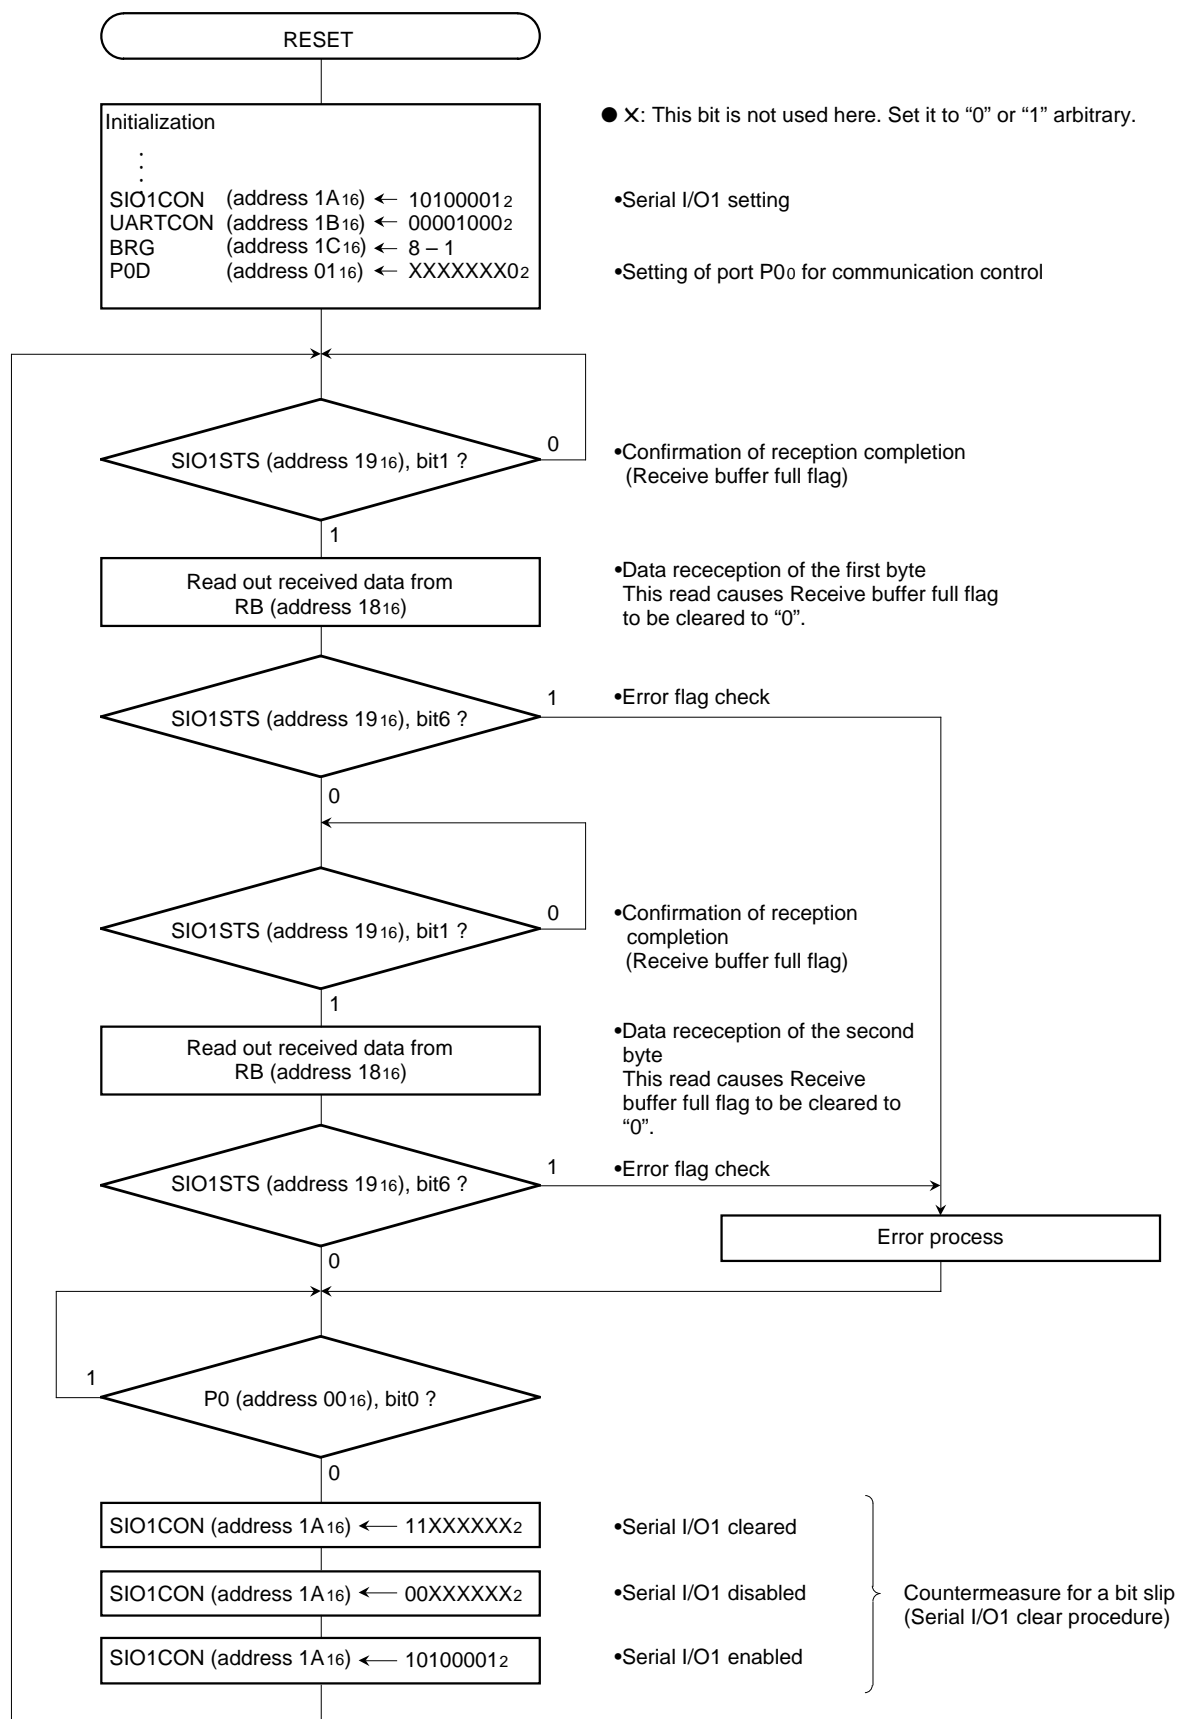 RESET
Initialization
● ×: This bit is not used here. Set it to “0” or “1” arbitrary.
SIO1CON (address 1A16) ← 101000012 •Serial I/O1 setting
UARTCON (address 1B16) ← 000010002
BRG (address 1C16) ← 8 – 1
P0D (address 0116) ← XXXXXXX02 •Setting of port P00 for communication control
SIO1STS (address 1916), bit1 ?
0
1
•Confirmation of reception completion
(Receive buffer full flag)
Read out received data from
RB (address 1816)
•Data receception of the first byte
This read causes Receive buffer full flag
to be cleared to “0”.
SIO1STS (address 1916), bit6 ?
1
•Error flag check
0
SIO1STS (address 1916), bit1 ?
0
1
•Confirmation of reception
completion
(Receive buffer full flag)
Read out received data from
RB (address 1816)
•Data receception of the second
byte
This read causes Receive
buffer full flag to be cleared to
“0”.
SIO1STS (address 1916), bit6 ?
1
•Error flag check
0
Error process
1
P0 (address 0016), bit0 ?
0
SIO1CON (address 1A16) ← 11XXXXXX2 •Serial I/O1 cleared
SIO1CON (address 1A16) ← 00XXXXXX2 •Serial I/O1 disabled
SIO1CON (address 1A16) ← 101000012 •Serial I/O1 enabled
Countermeasure for a bit slip
(Serial I/O1 clear procedure)